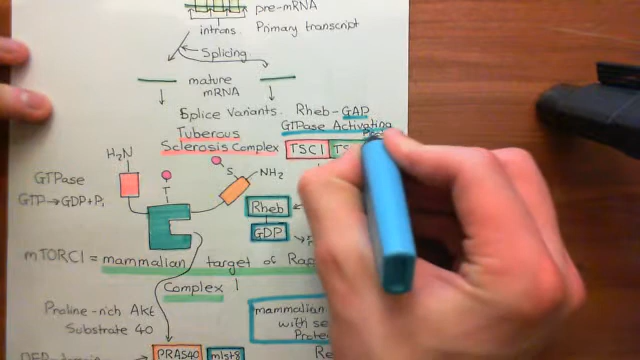 pre-mRNA
introns Primary transcript
Splicing
mature
mRNA
Splice Variants. Rheb-GAP
GTPase Activating
Tuberous
Sclerosis Complex TSC1
H₂N
S NH₂
GTPase
T
GTP→GDP+Pi
Rheb
GDP
mTORC1 = mammalian target of
Complex 1
Proline-rich Akt
Substrate 40
mammalian
with
PRAS40 mlst8